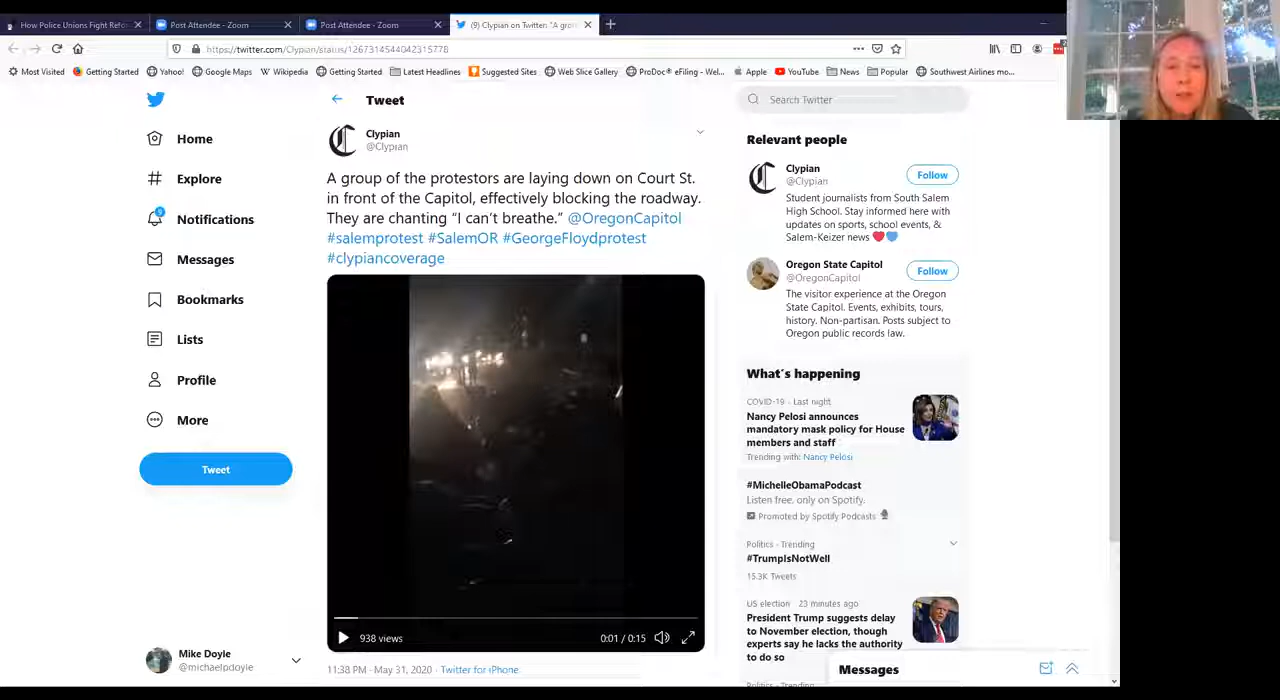 How Police Unions Fight Refo
Post Attendee - Zoom
Post Attendee - Zoom
(9) Clypian on Twitter: "A gro
https://twitter.com/Clypian/status/1267314544042315778
Most Visited
Getting Started
Yahoo!
Google Maps
Wikipedia
Getting Started
Latest Headlines
Suggested Sites
Web Slice Gallery
ProDoc® eFiling - Wel...
Apple
YouTube
News
Popular
Southwest Airlines mo...
Home
Explore
9
Notifications
Messages
Bookmarks
Lists
Profile
More
Tweet
Mike Doyle
@michaelpdoyle
Tweet
Clypian
@Clypian
A group of the protestors are laying down on Court St.
in front of the Capitol, effectively blocking the roadway.
They are chanting “I can’t breathe.” @OregonCapitol
#salemprotest #SalemOR #GeorgeFloydprotest
#clypiancoverage
938 views
0:01 / 0:15
11:38 PM · May 31, 2020 · Twitter for iPhone
Search Twitter
Relevant people
Clypian
@Clypian
Follow
Student journalists from South Salem
High School. Stay informed here with
updates on sports, school events, &
Salem-Keizer news
Oregon State Capitol
@OregonCapitol
Follow
The visitor experience at the Oregon
State Capitol. Events, exhibits, tours,
history. Non-partisan. Posts subject to
Oregon public records law.
What’s happening
COVID-19 · Last night
Nancy Pelosi announces
mandatory mask policy for House
members and staff
Trending with: Nancy Pelosi
#MichelleObamaPodcast
Listen free, only on Spotify.
Promoted by Spotify Podcasts
Politics · Trending
#TrumpIsNotWell
15.3K Tweets
US election · 23 minutes ago
President Trump suggests delay
to November election, though
experts say he lacks the authority
to do so
Politics · Trending
Messages